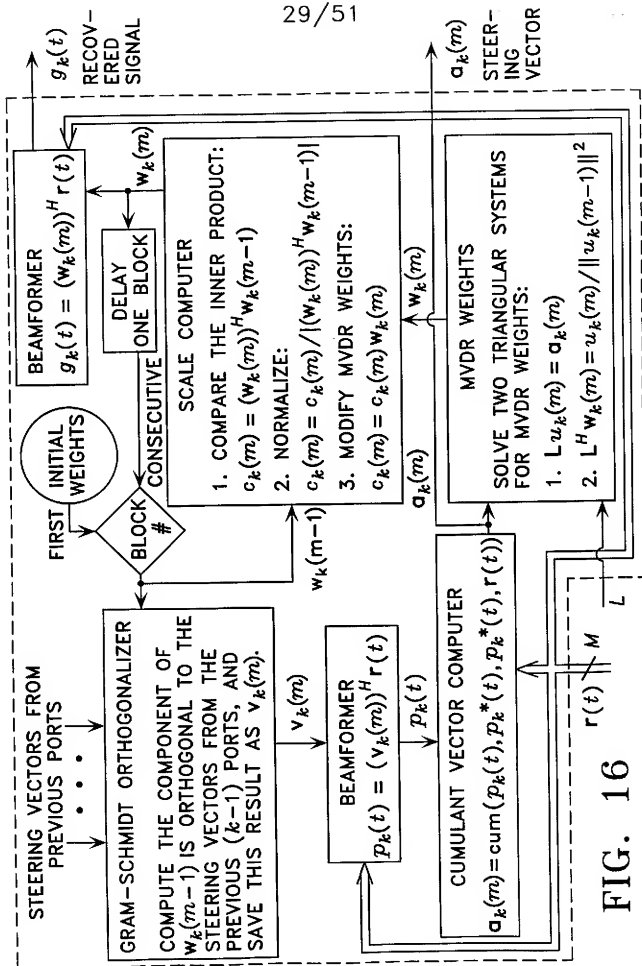 29/51
STEERING VECTORS FROM
PREVIOUS PORTS
GRAM-SCHMIDT ORTHOGONALIZER
COMPUTE THE COMPONENT OF
w_k(m-1) IS ORTHOGONAL TO THE
STEERING VECTORS FROM THE
PREVIOUS (k-1) PORTS, AND
SAVE THIS RESULT AS v_k(m).
v_k(m)
BEAMFORMER
p_k(t) = (v_k(m))^H r(t)
p_k(t)
CUMULANT VECTOR COMPUTER
a_k(m) = cum(p_k(t), p_k*(t), p_k*(t), r(t))
r(t)
M
L
FIRST
INITIAL
WEIGHTS
BLOCK
#
CONSECUTIVE
DELAY
ONE BLOCK
w_k(m-1)
w_k(m)
BEAMFORMER
g_k(t) = (w_k(m))^H r(t)
g_k(t)
RECOV-
ERED
SIGNAL
SCALE COMPUTER
1. COMPARE THE INNER PRODUCT:
c_k(m) = (w_k(m))^H w_k(m-1)
2. NORMALIZE:
c_k(m) = c_k(m)/|(w_k(m))^H w_k(m-1)|
3. MODIFY MVDR WEIGHTS:
c_k(m) = c_k(m)w_k(m)
a_k(m)
w_k(m)
MVDR WEIGHTS
SOLVE TWO TRIANGULAR SYSTEMS
FOR MVDR WEIGHTS:
1. L u_k(m) = a_k(m)
2. L^H w_k(m) = u_k(m)/||u_k(m-1)||^2
a_k(m)
STEER-
ING
VECTOR
FIG. 16